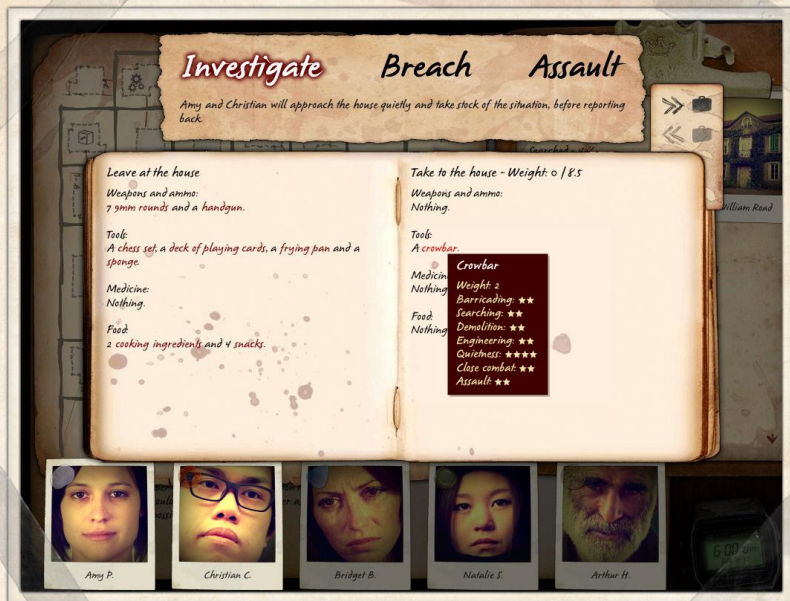 Investigate Breach Assault
Amy and Christian will approach the house quietly and take stock of the situation, before reporting
back.
Leave at the house
Weapons and ammo:
7 9mm rounds and a handgun.
Tools:
A chess set, a deck of playing cards, a frying pan and a
sponge.
Medicine:
Nothing.
Food:
2 cooking ingredients and 4 snacks.
Take to the house - Weight: 0 / 8.5
Weapons and ammo:
Nothing.
Tools:
A crowbar.
Medicin
Nothing
Food:
Nothing
Crowbar
Weight: 2
Barricading: ★★
Searching: ★★
Demolition: ★★
Engineering: ★★
Quietness: ★★★★
Close combat: ★★
Assault: ★★
William Road
Amy P.
Christian C.
Bridget B.
Natalie S.
Arthur H.
6:00 am